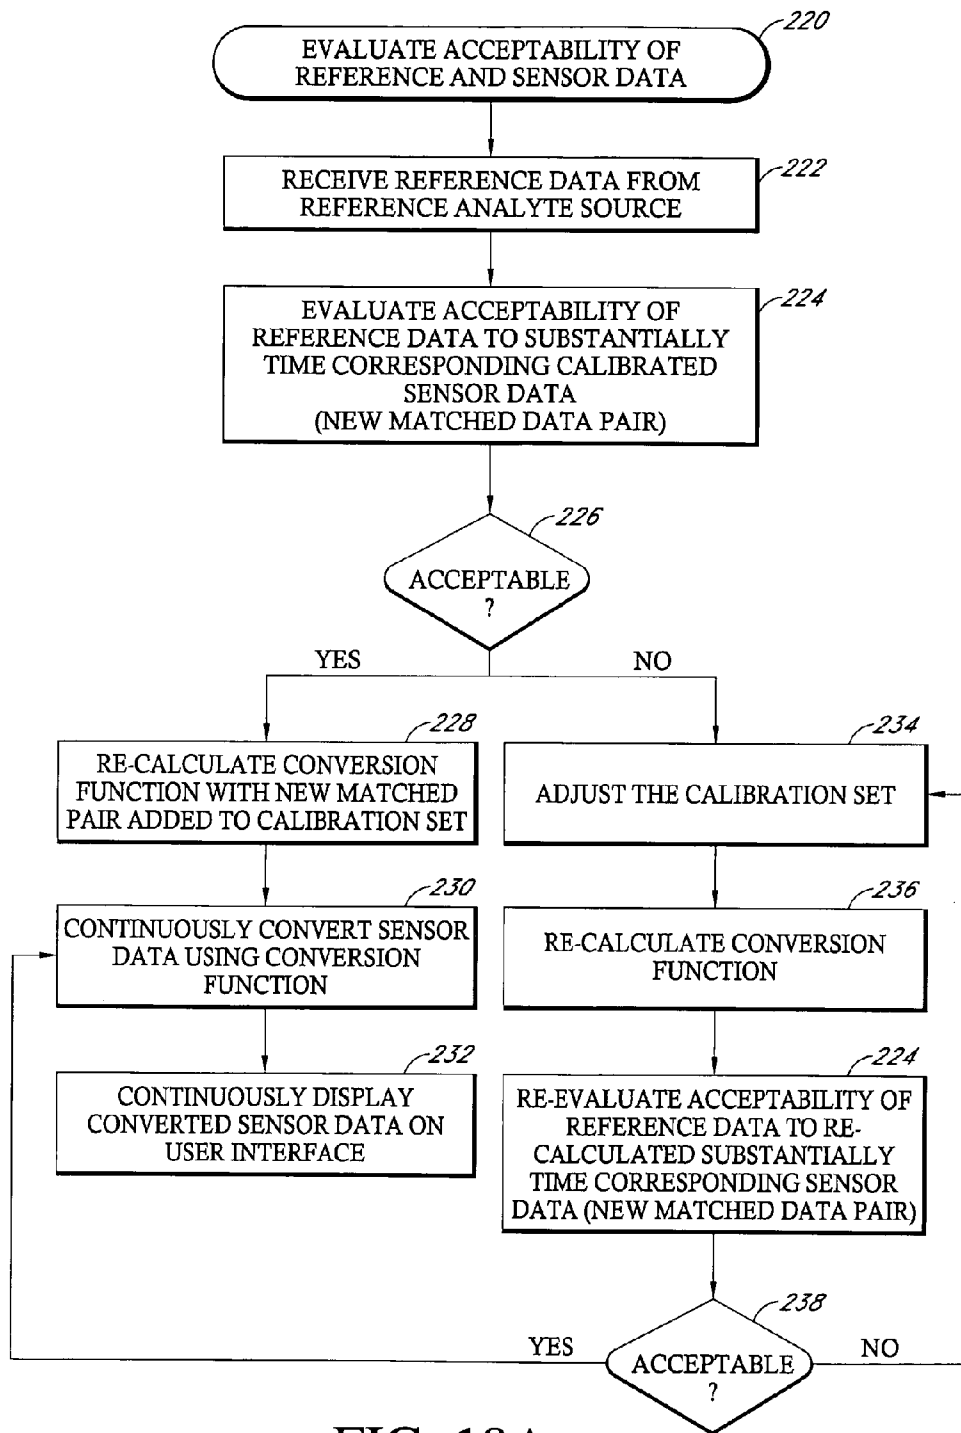 220
EVALUATE ACCEPTABILITY OF
REFERENCE AND SENSOR DATA
222
RECEIVE REFERENCE DATA FROM
REFERENCE ANALYTE SOURCE
224
EVALUATE ACCEPTABILITY OF
REFERENCE DATA TO SUBSTANTIALLY
TIME CORRESPONDING CALIBRATED
SENSOR DATA
(NEW MATCHED DATA PAIR)
226
ACCEPTABLE
?
YES
NO
228
RE-CALCULATE CONVERSION
FUNCTION WITH NEW MATCHED
PAIR ADDED TO CALIBRATION SET
230
CONTINUOUSLY CONVERT SENSOR
DATA USING CONVERSION
FUNCTION
232
CONTINUOUSLY DISPLAY
CONVERTED SENSOR DATA ON
USER INTERFACE
234
ADJUST THE CALIBRATION SET
236
RE-CALCULATE CONVERSION
FUNCTION
224
RE-EVALUATE ACCEPTABILITY OF
REFERENCE DATA TO RE-
CALCULATED SUBSTANTIALLY
TIME CORRESPONDING SENSOR
DATA (NEW MATCHED DATA PAIR)
238
YES
ACCEPTABLE
?
NO